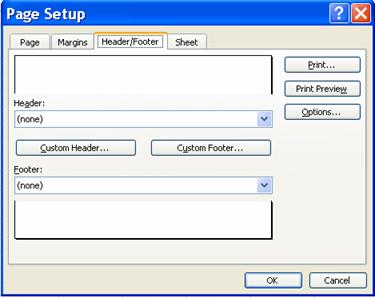 Page Setup
Page Margins Header/Footer Sheet
Print...
Print Preview
Options...
Header:
(none)
Custom Header... Custom Footer...
Footer:
(none)
OK Cancel